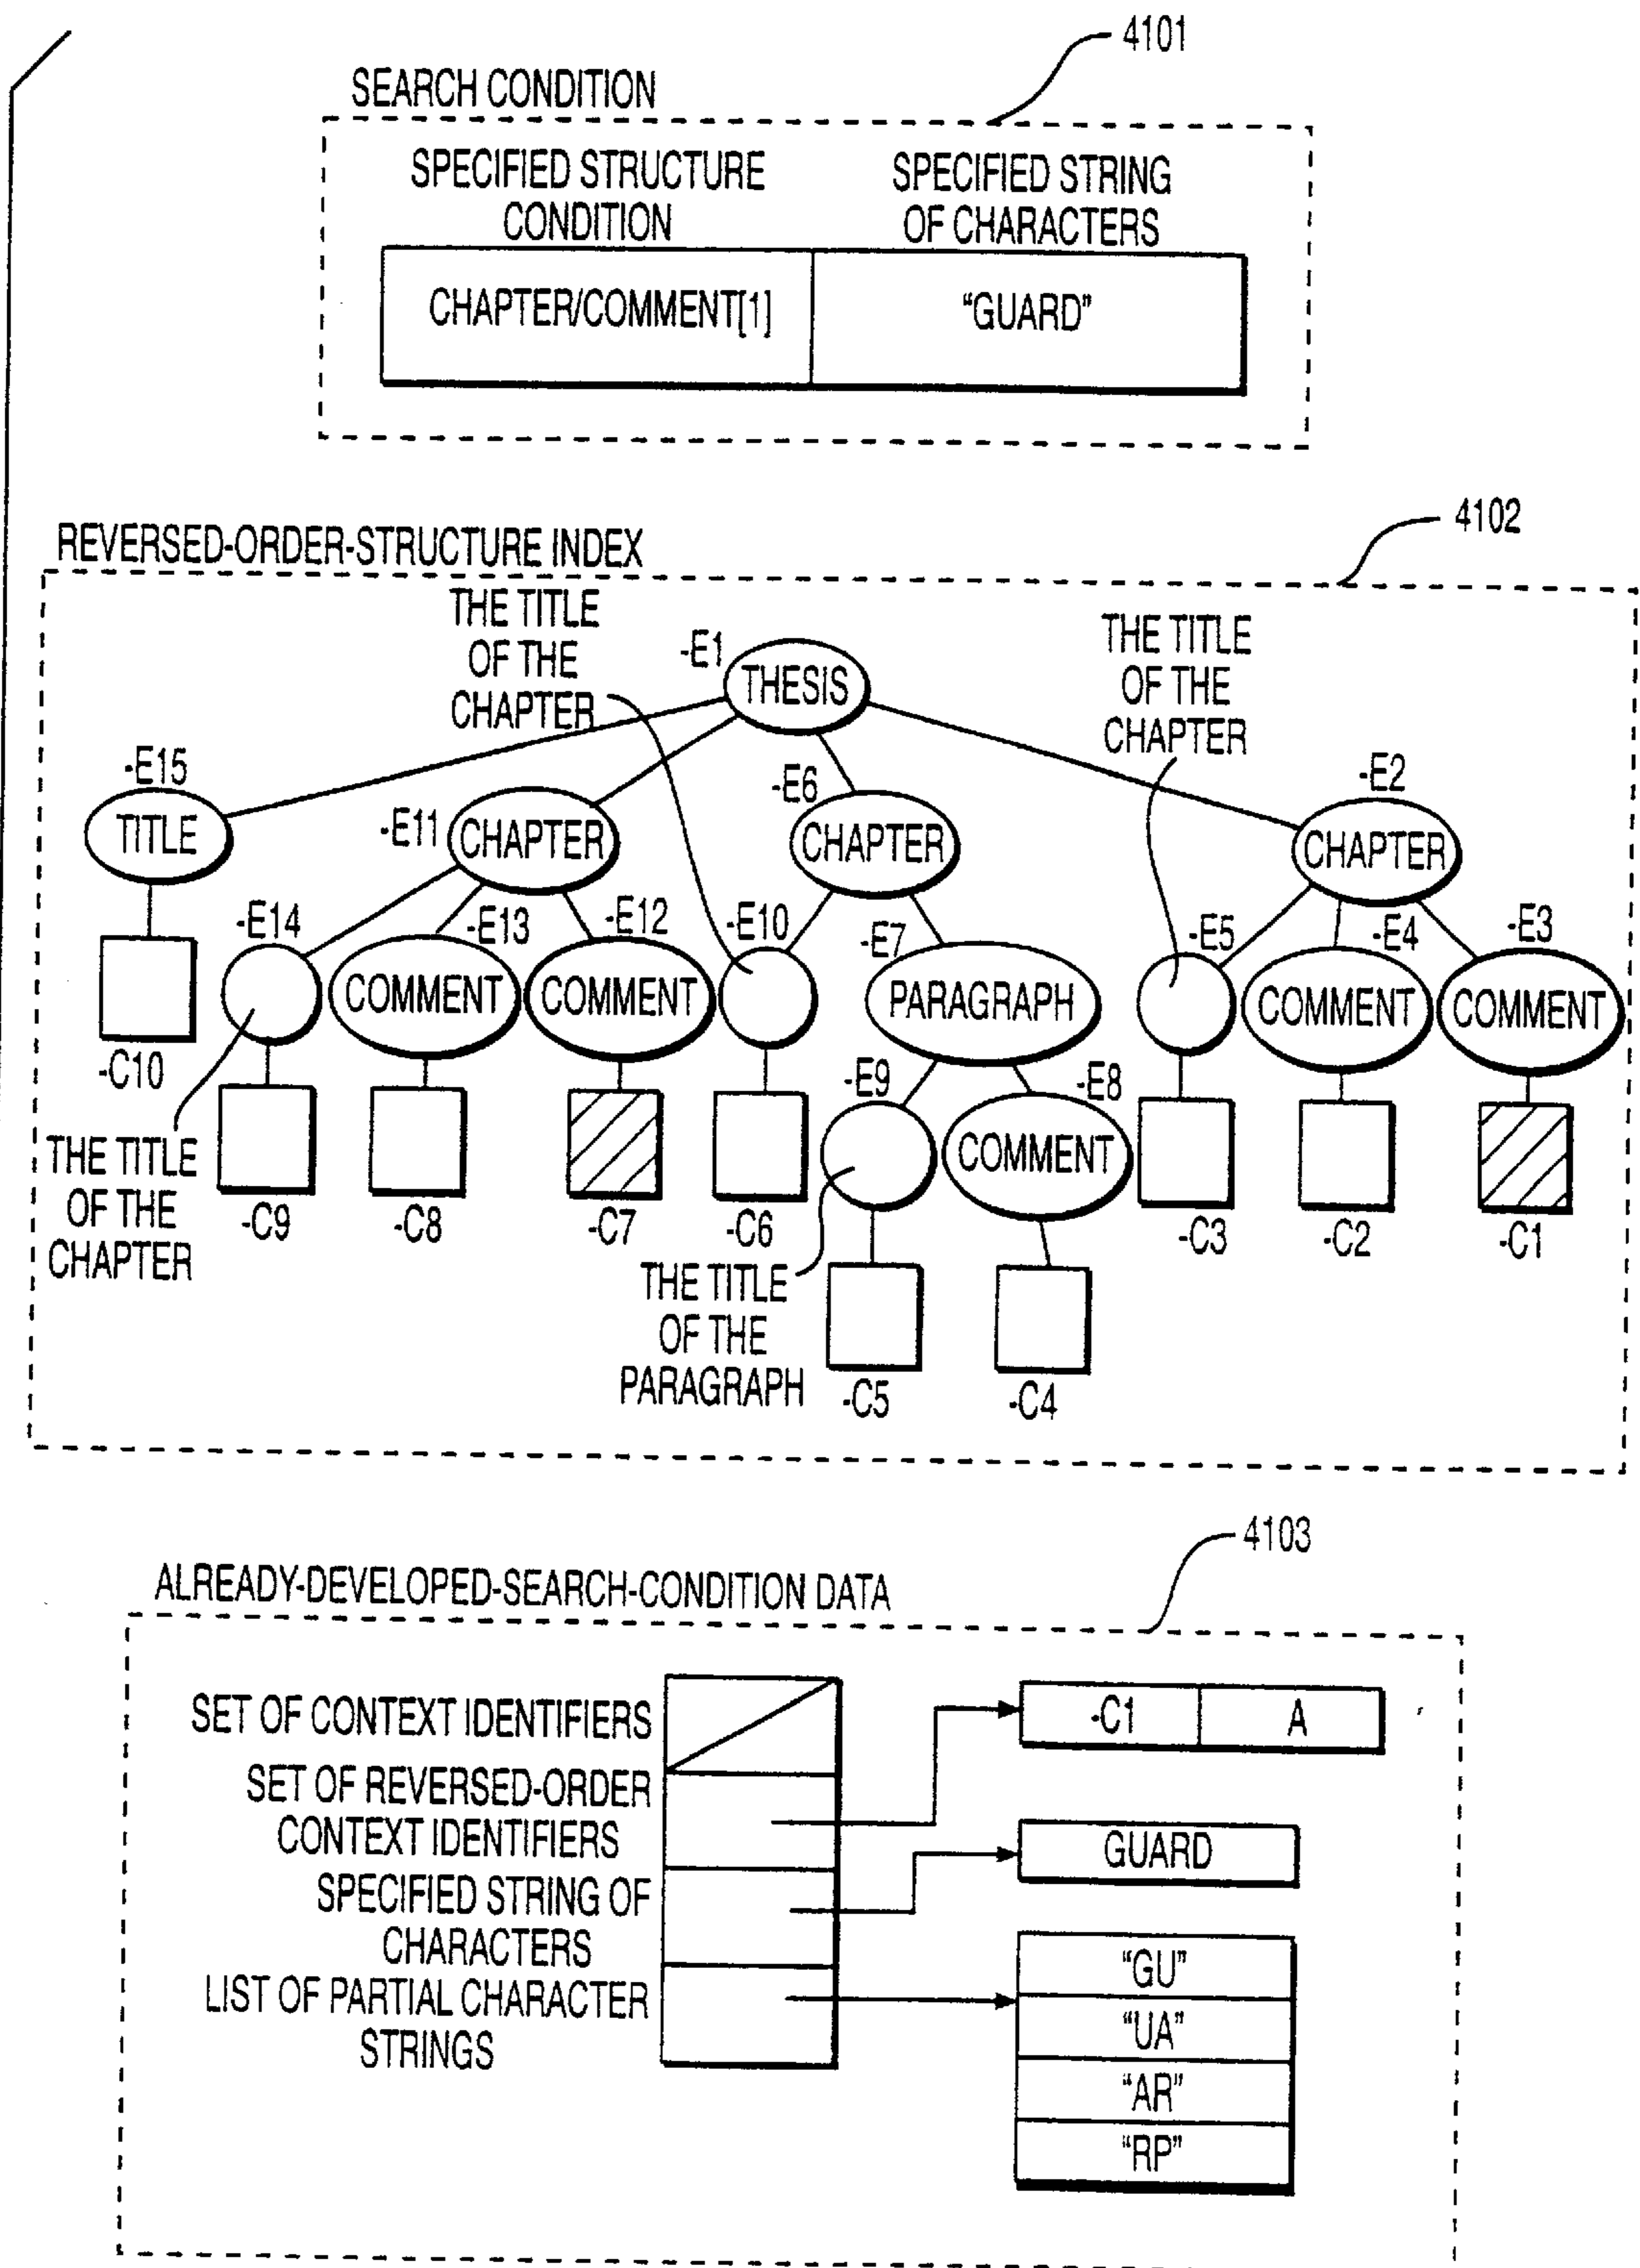 4101
SEARCH CONDITION
SPECIFIED STRUCTURE
CONDITION
SPECIFIED STRING
OF CHARACTERS
CHAPTER/COMMENT[1]
“GUARD”
4102
REVERSED-ORDER-STRUCTURE INDEX
THE TITLE
OF THE
CHAPTER
-E1
THESIS
THE TITLE
OF THE
CHAPTER
-E15
TITLE
-E11
CHAPTER
-E6
CHAPTER
-E2
CHAPTER
-E14
-E13
COMMENT
-E12
COMMENT
-E10
-E7
PARAGRAPH
-E5
-E4
COMMENT
-E3
COMMENT
-C10
-E9
-E8
COMMENT
THE TITLE
OF THE
CHAPTER
-C9
-C8
-C7
-C6
-C3
-C2
-C1
THE TITLE
OF THE
PARAGRAPH
-C5
-C4
4103
ALREADY-DEVELOPED-SEARCH-CONDITION DATA
SET OF CONTEXT IDENTIFIERS
-C1
A
SET OF REVERSED-ORDER
CONTEXT IDENTIFIERS
GUARD
SPECIFIED STRING OF
CHARACTERS
LIST OF PARTIAL CHARACTER
STRINGS
“GU”
“UA”
“AR”
“RP”